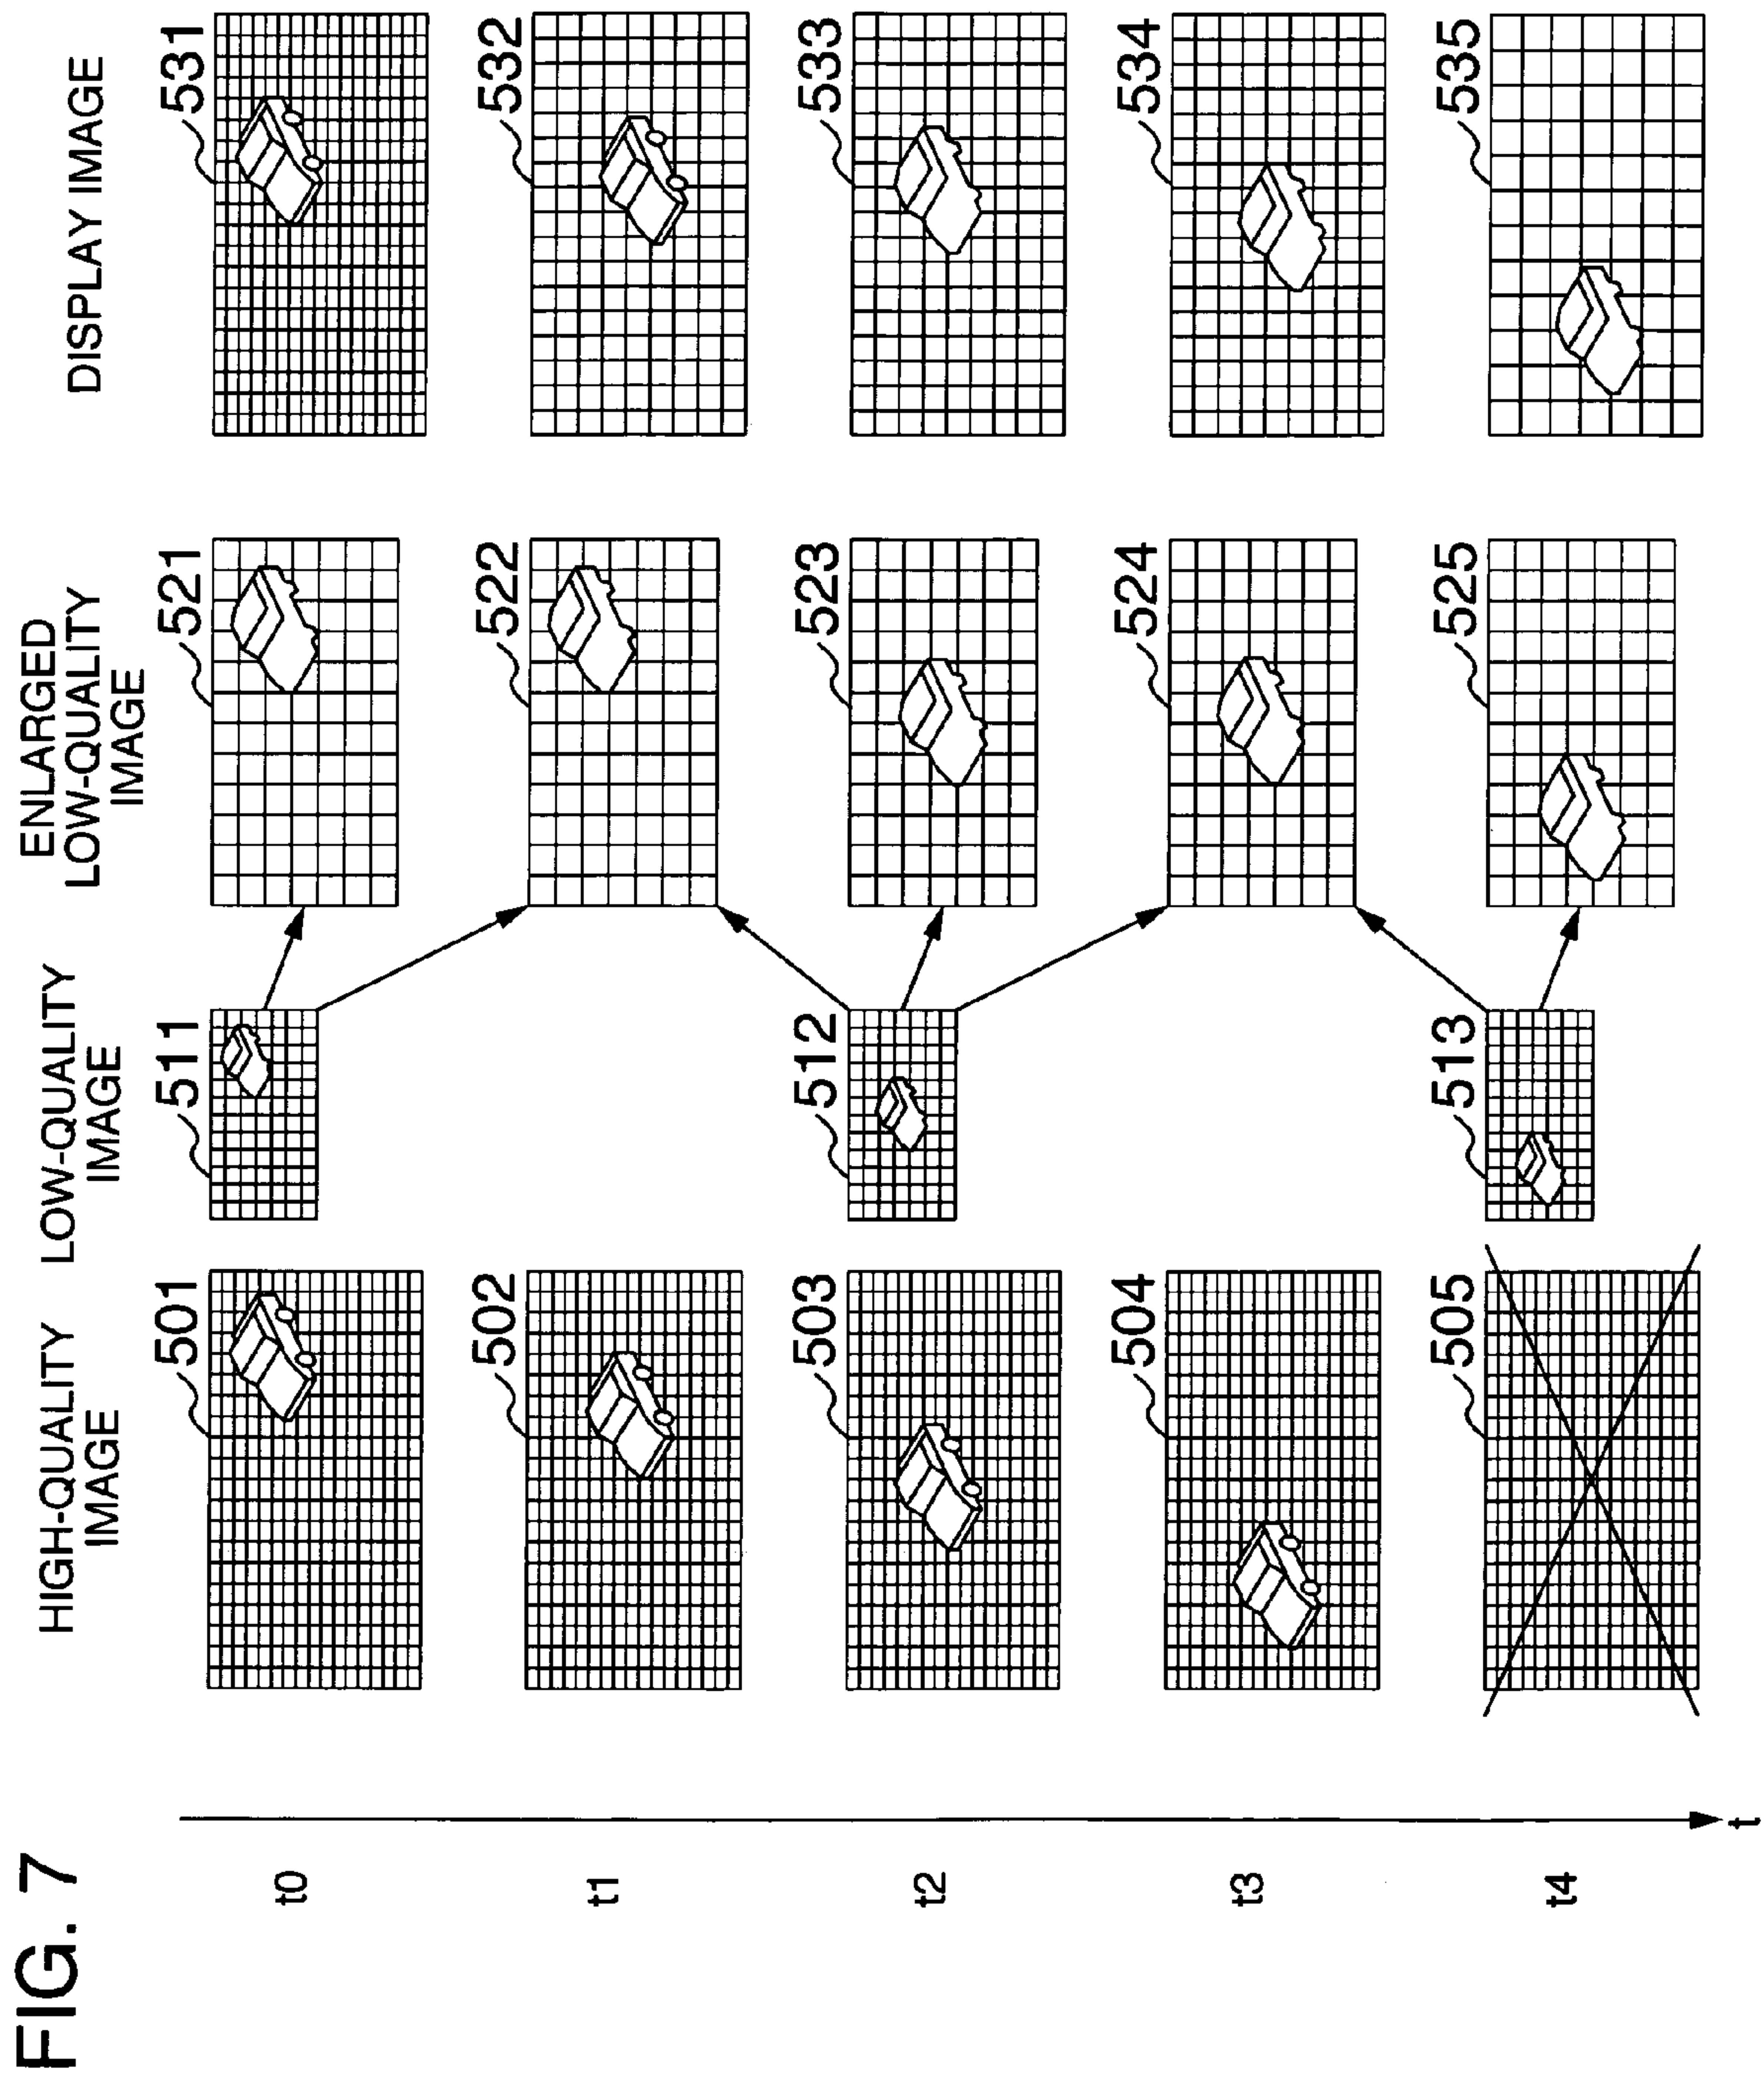 FIG. 7
HIGH-QUALITY
IMAGE
LOW-QUALITY
IMAGE
ENLARGED
LOW-QUALITY
IMAGE
DISPLAY IMAGE
t0
501
511
521
531
t1
502
522
532
t2
503
512
523
533
t3
504
524
534
t4
505
513
525
535
t